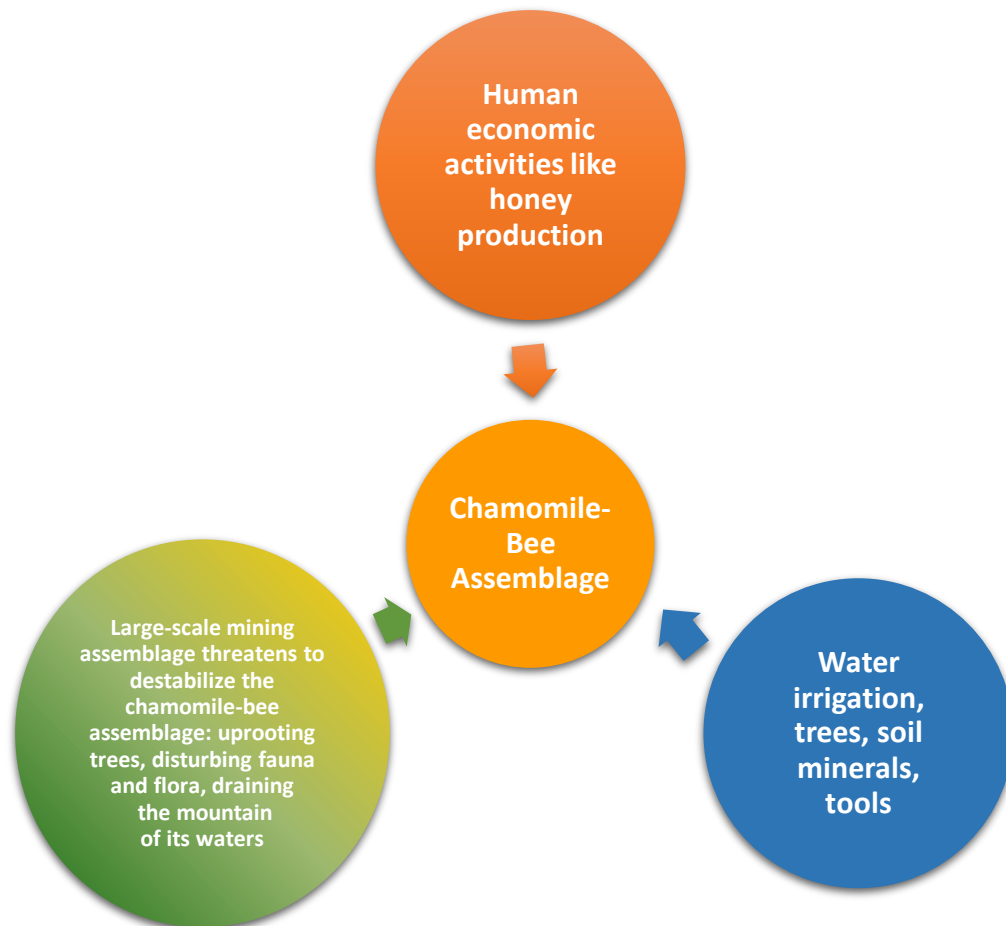 Human
economic
activities like
honey
production
Chamomile-
Bee
Assemblage
Large-scale mining
assemblage threatens to
destabilize the
chamomile-bee
assemblage: uprooting
trees, disturbing fauna
and flora, draining
the mountain
of its waters
Water
irrigation,
trees, soil
minerals,
tools